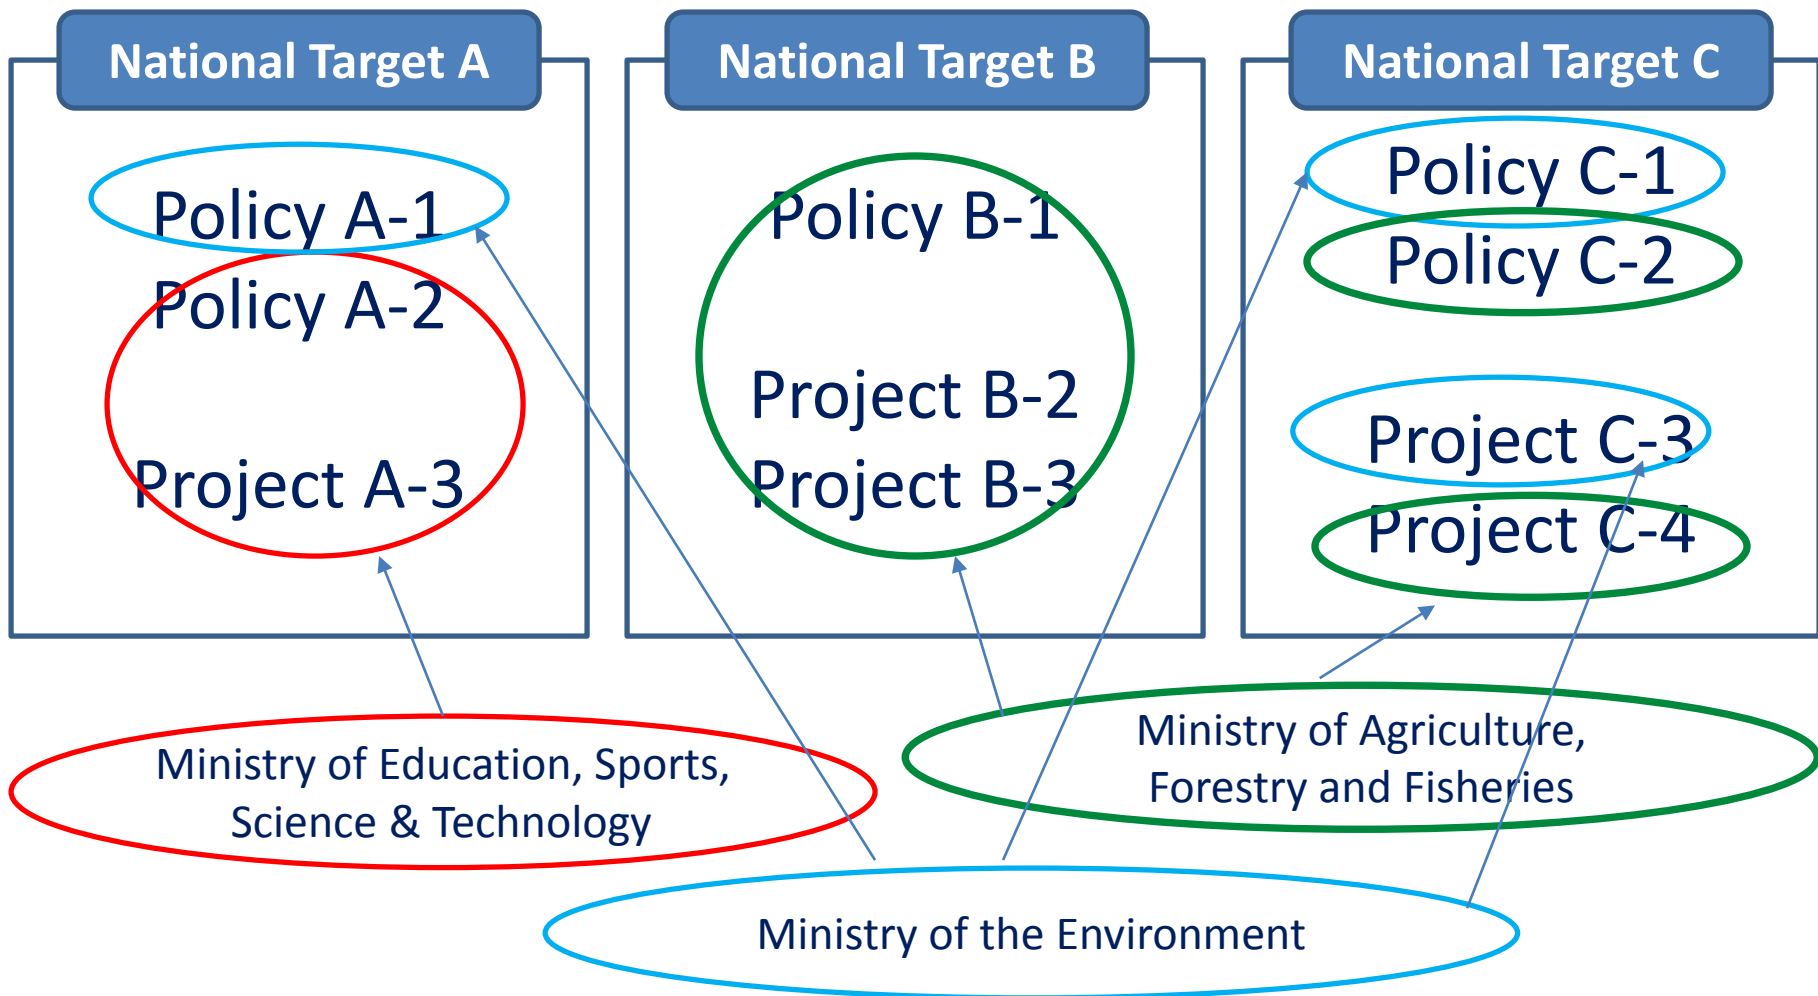 National Target A
Policy A-1
Policy A-2
Project A-3
National Target B
Policy B-1
Project B-2
Project B-3
National Target C
Policy C-1
Policy C-2
Project C-3
Project C-4
Ministry of Education, Sports,
Science & Technology
Ministry of Agriculture,
Forestry and Fisheries
Ministry of the Environment